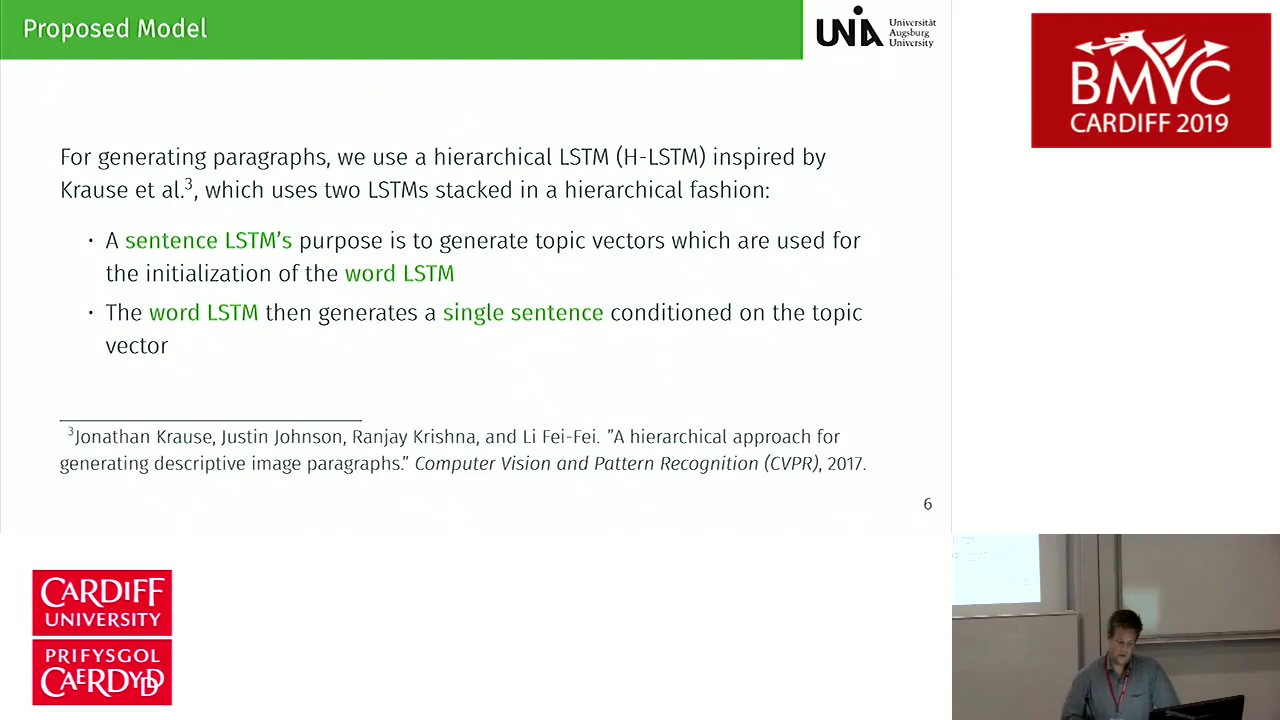 Proposed Model
UNIA
Universität
Augsburg
University
BMVC
CARDIFF 2019
For generating paragraphs, we use a hierarchical LSTM (H-LSTM) inspired by
Krause et al.³, which uses two LSTMs stacked in a hierarchical fashion:
· A sentence LSTM's purpose is to generate topic vectors which are used for
the initialization of the word LSTM
· The word LSTM then generates a single sentence conditioned on the topic
vector
³Jonathan Krause, Justin Johnson, Ranjay Krishna, and Li Fei-Fei. ”A hierarchical approach for
generating descriptive image paragraphs.” Computer Vision and Pattern Recognition (CVPR), 2017.
6
CARDIFF
UNIVERSITY
PRIFYSGOL
CAERDYDD